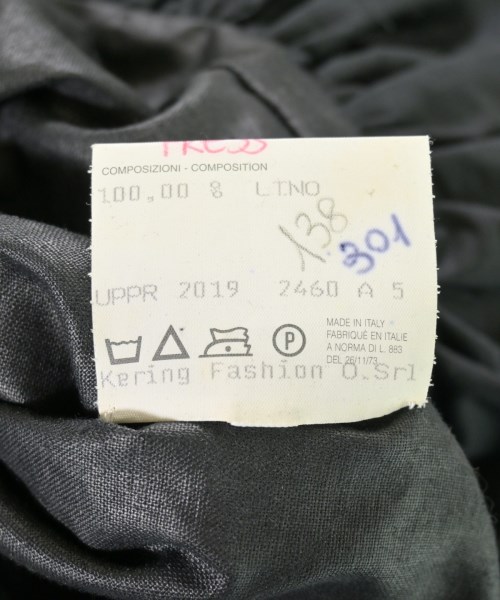 PRESS
COMPOSIZIONI - COMPOSITION
100,00 % LINO
138
301
UPPR 2019 2460 A 5
P
MADE IN ITALY
FABRIQUÉ EN ITALIE
A NORMA DI L. 883
DEL 26/11/73
Kering Fashion O.Srl